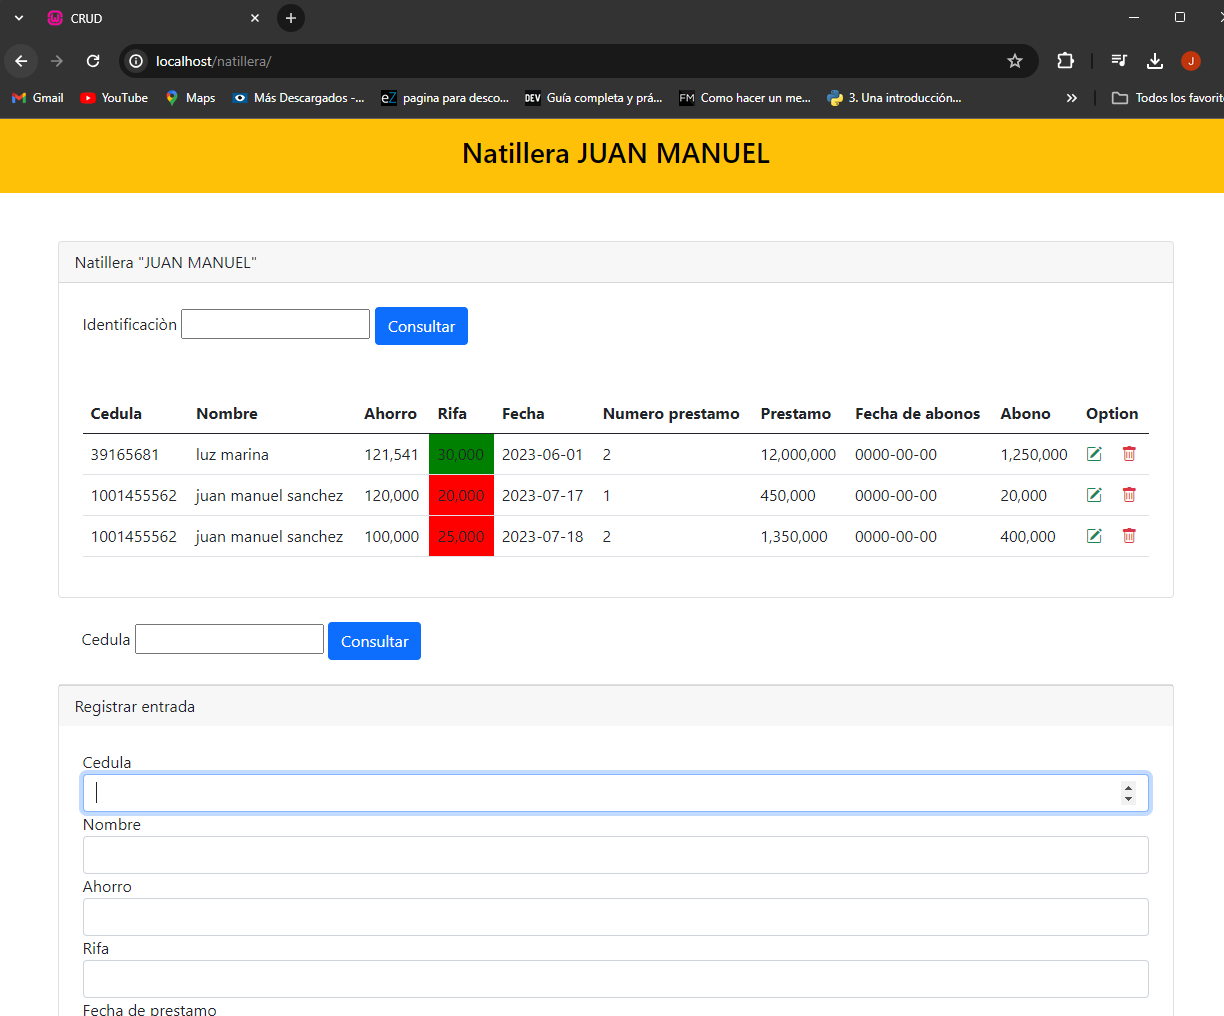 CRUD
localhost/natillera/
J
Gmail YouTube Maps Más Descargados -... eZ pagina para desco... DEV Guía completa y prá... FM Como hacer un me... 3. Una introducción... Todos los favorit
Natillera JUAN MANUEL
Natillera "JUAN MANUEL"
Identificaciòn Consultar
Cedula Nombre Ahorro Rifa Fecha Numero prestamo Prestamo Fecha de abonos Abono Option
39165681 luz marina 121,541 30,000 2023-06-01 2 12,000,000 0000-00-00 1,250,000
1001455562 juan manuel sanchez 120,000 20,000 2023-07-17 1 450,000 0000-00-00 20,000
1001455562 juan manuel sanchez 100,000 25,000 2023-07-18 2 1,350,000 0000-00-00 400,000
Cedula Consultar
Registrar entrada
Cedula
Nombre
Ahorro
Rifa
Fecha de prestamo